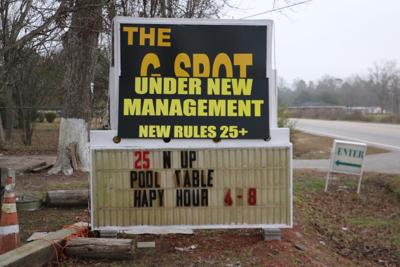 THE
G SPOT
UNDER NEW
MANAGEMENT
NEW RULES 25+
25 N UP
POOL TABLE
HAPY HOUR 4-8
ENTER